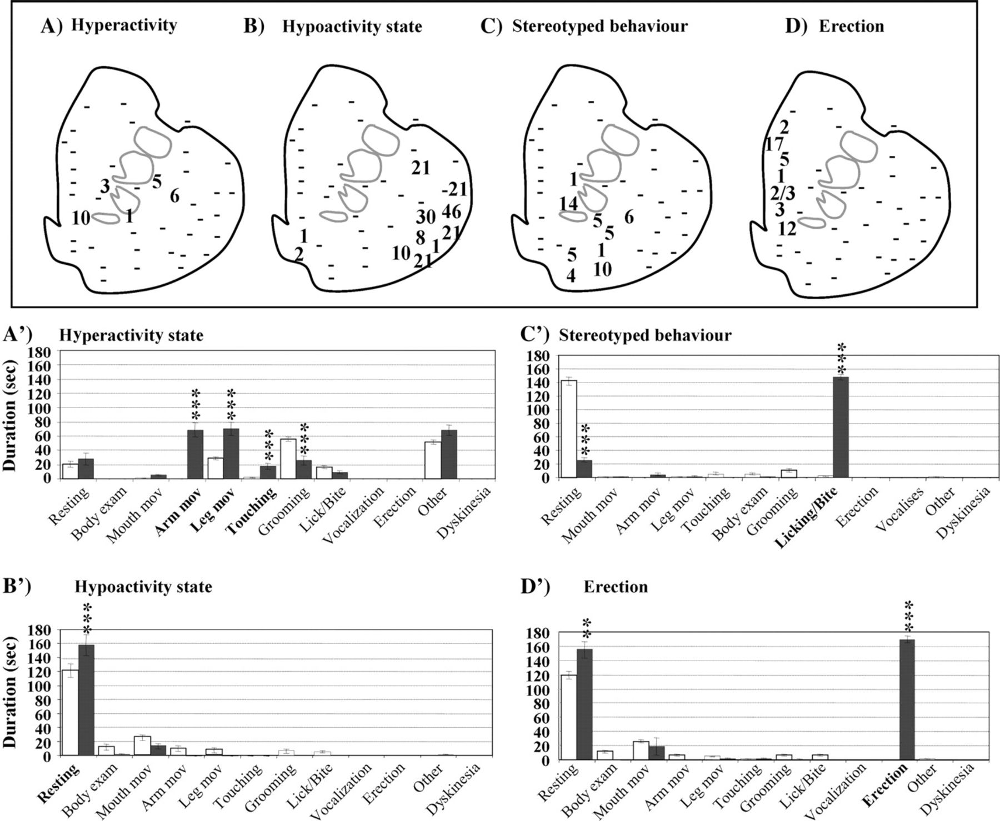 A) Hyperactivity
B) Hypoactivity state
C) Stereotyped behaviour
D) Erection
- -
- -
-
-
- -
- -
- -
3 5
- - - -
- 6
-
10 1 -
-
- - -
-
- - - -
- - -
-
- -
- -
-
-
- -
- 21 -
- -
- - -21
- - -
- 30 46
- - 8 21
1 - 1
- - 10
2 21
- -
-
- -
- -
-
-
- -
- -
1 -
- - - -
14 -
5 6 -
- 5 -
- - 1 - - -
5
4 10 -
- -
2 - -
17
5 -
1 - -
2/3 - - - -
3 -
12 - - - -
- - -
- - - - -
- - -
-
A’) Hyperactivity state
Duration (sec)
180
160
140
120
100
80
60
40
20
0
***
***
***
***
Resting
Body exam
Mouth mov
Arm mov
Leg mov
Touching
Grooming
Lick/Bite
Vocalization
Erection
Other
Dyskinesia
C’) Stereotyped behaviour
180
160
140
120
100
80
60
40
20
0
***
***
Resting
Mouth mov
Arm mov
Leg mov
Touching
Body exam
Grooming
Licking/Bite
Erection
Vocalises
Other
Dyskinesia
B’) Hypoactivity state
Duration (sec)
180
160
140
120
100
80
60
40
20
0
***
Resting
Body exam
Mouth mov
Arm mov
Leg mov
Touching
Grooming
Lick/Bite
Vocalization
Erection
Other
Dyskinesia
D’) Erection
180
160
140
120
100
80
60
40
20
0
**
***
Resting
Body exam
Mouth mov
Arm mov
Leg mov
Touching
Grooming
Lick/Bite
Vocalization
Erection
Other
Dyskinesia